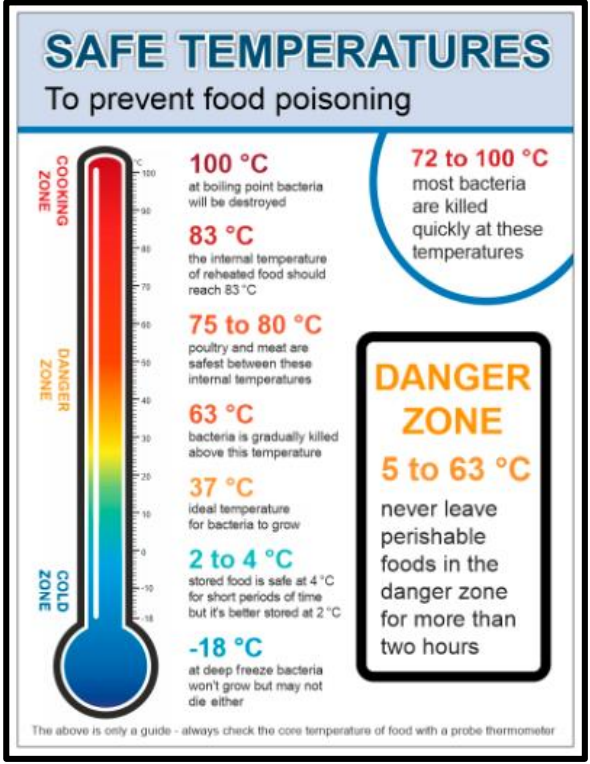 SAFE TEMPERATURES
To prevent food poisoning
COOKING
ZONE
DANGER
ZONE
COLD
ZONE
°C
100
90
80
70
60
50
40
30
20
10
0
-10
-18
100 °C
at boiling point bacteria
will be destroyed
83 °C
the internal temperature
of reheated food should
reach 83 °C
75 to 80 °C
poultry and meat are
safest between these
internal temperatures
63 °C
bacteria is gradually killed
above this temperature
37 °C
ideal temperature
for bacteria to grow
2 to 4 °C
stored food is safe at 4 °C
for short periods of time
but it's better stored at 2 °C
-18 °C
at deep freeze bacteria
won't grow but may not
die either
72 to 100 °C
most bacteria
are killed
quickly at these
temperatures
DANGER
ZONE
5 to 63 °C
never leave
perishable
foods in the
danger zone
for more than
two hours
The above is only a guide - always check the core temperature of food with a probe thermometer